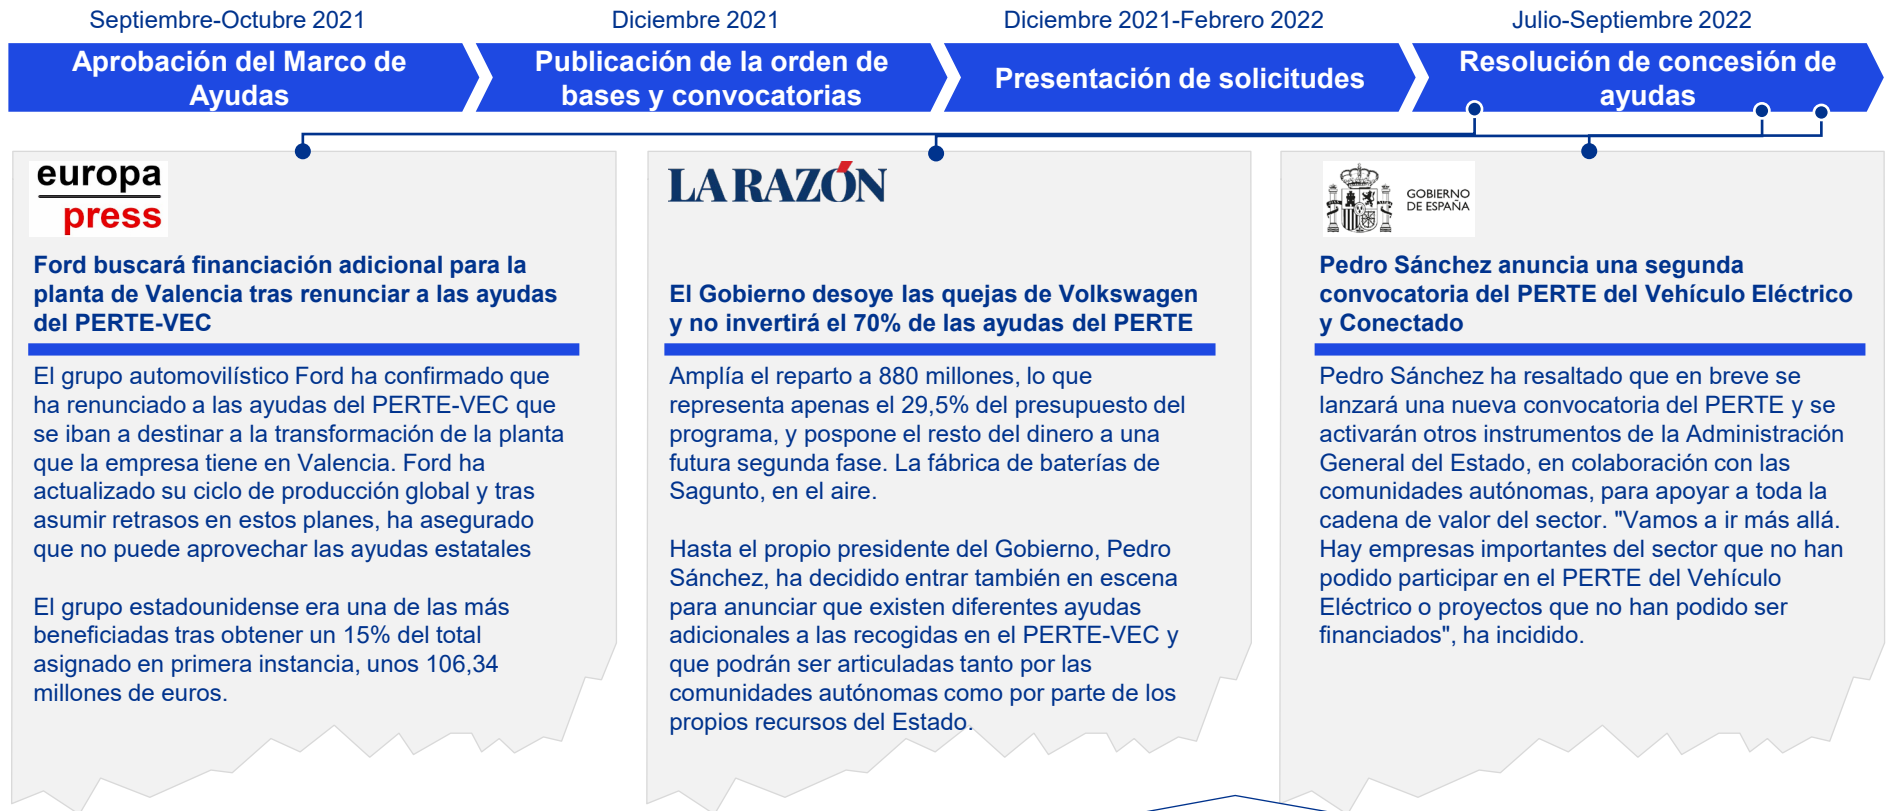 Septiembre-Octubre 2021
Diciembre 2021
Diciembre 2021-Febrero 2022
Julio-Septiembre 2022
Aprobación del Marco de
Ayudas
Publicación de la orden de
bases y convocatorias
Presentación de solicitudes
Resolución de concesión de
ayudas
europa
press
Ford buscará financiación adicional para la
planta de Valencia tras renunciar a las ayudas
del PERTE-VEC
El grupo automovilístico Ford ha confirmado que
ha renunciado a las ayudas del PERTE-VEC que
se iban a destinar a la transformación de la planta
que la empresa tiene en Valencia. Ford ha
actualizado su ciclo de producción global y tras
asumir retrasos en estos planes, ha asegurado
que no puede aprovechar las ayudas estatales
El grupo estadounidense era una de las más
beneficiadas tras obtener un 15% del total
asignado en primera instancia, unos 106,34
millones de euros.
LA RAZÓN
El Gobierno desoye las quejas de Volkswagen
y no invertirá el 70% de las ayudas del PERTE
Amplía el reparto a 880 millones, lo que
representa apenas el 29,5% del presupuesto del
programa, y pospone el resto del dinero a una
futura segunda fase. La fábrica de baterías de
Sagunto, en el aire.
Hasta el propio presidente del Gobierno, Pedro
Sánchez, ha decidido entrar también en escena
para anunciar que existen diferentes ayudas
adicionales a las recogidas en el PERTE-VEC y
que podrán ser articuladas tanto por las
comunidades autónomas como por parte de los
propios recursos del Estado.
GOBIERNO
DE ESPAÑA
Pedro Sánchez anuncia una segunda
convocatoria del PERTE del Vehículo Eléctrico
y Conectado
Pedro Sánchez ha resaltado que en breve se
lanzará una nueva convocatoria del PERTE y se
activarán otros instrumentos de la Administración
General del Estado, en colaboración con las
comunidades autónomas, para apoyar a toda la
cadena de valor del sector. "Vamos a ir más allá.
Hay empresas importantes del sector que no han
podido participar en el PERTE del Vehículo
Eléctrico o proyectos que no han podido ser
financiados", ha incidido.